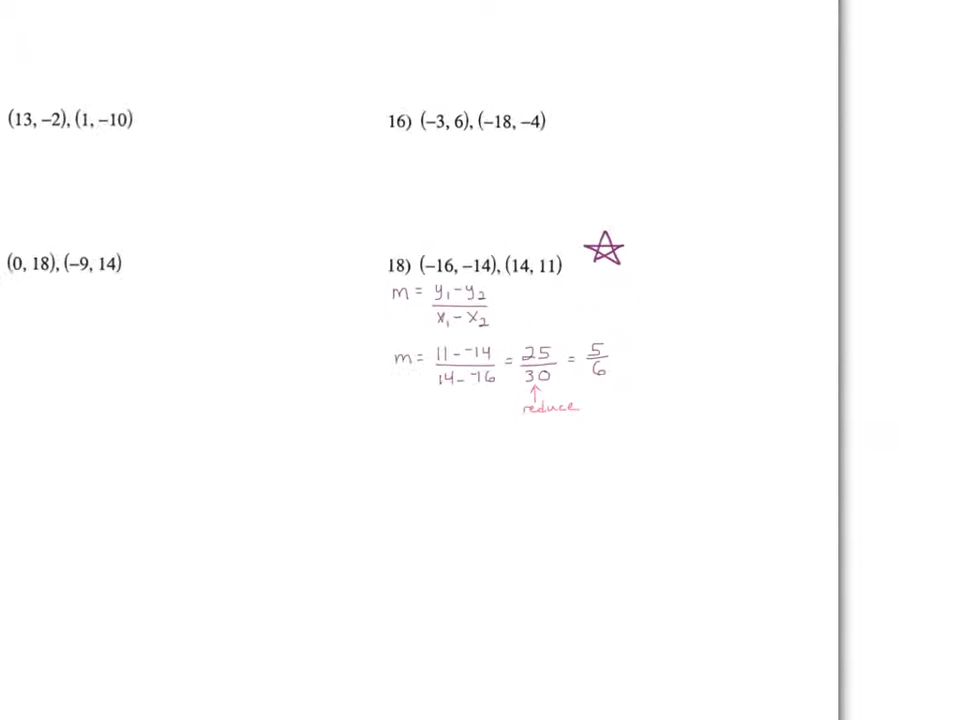 (13, −2), (1, −10)
16) (−3, 6), (−18, −4)
(0, 18), (−9, 14)
18) (−16, −14), (14, 11)
m = y₁ − y₂ / x₁ − x₂
m = 11 − ⁻14 / 14 − ⁻16 = 25 / 30 = 5 / 6
reduce